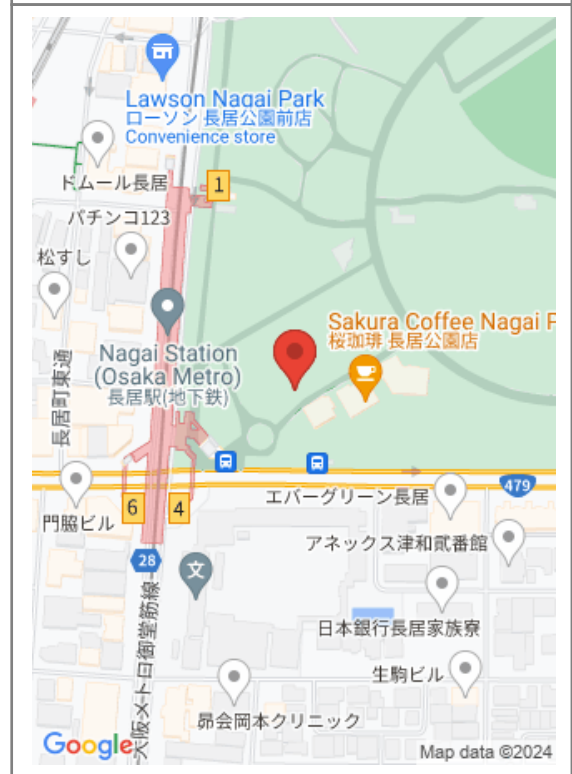 Lawson Nagai Park
ローソン 長居公園前店
Convenience store
ドムール長居
1
パチンコ123
松すし
Sakura Coffee Nagai P
桜珈琲 長居公園店
Nagai Station
(Osaka Metro)
長居駅(地下鉄)
長居町東通
479
エバーグリーン長居
6
4
門脇ビル
アネックス津和貮番館
28
文
日本銀行長居家族寮
大阪メトロ御堂筋線
生駒ビル
昴会岡本クリニック
Google
Map data ©2024